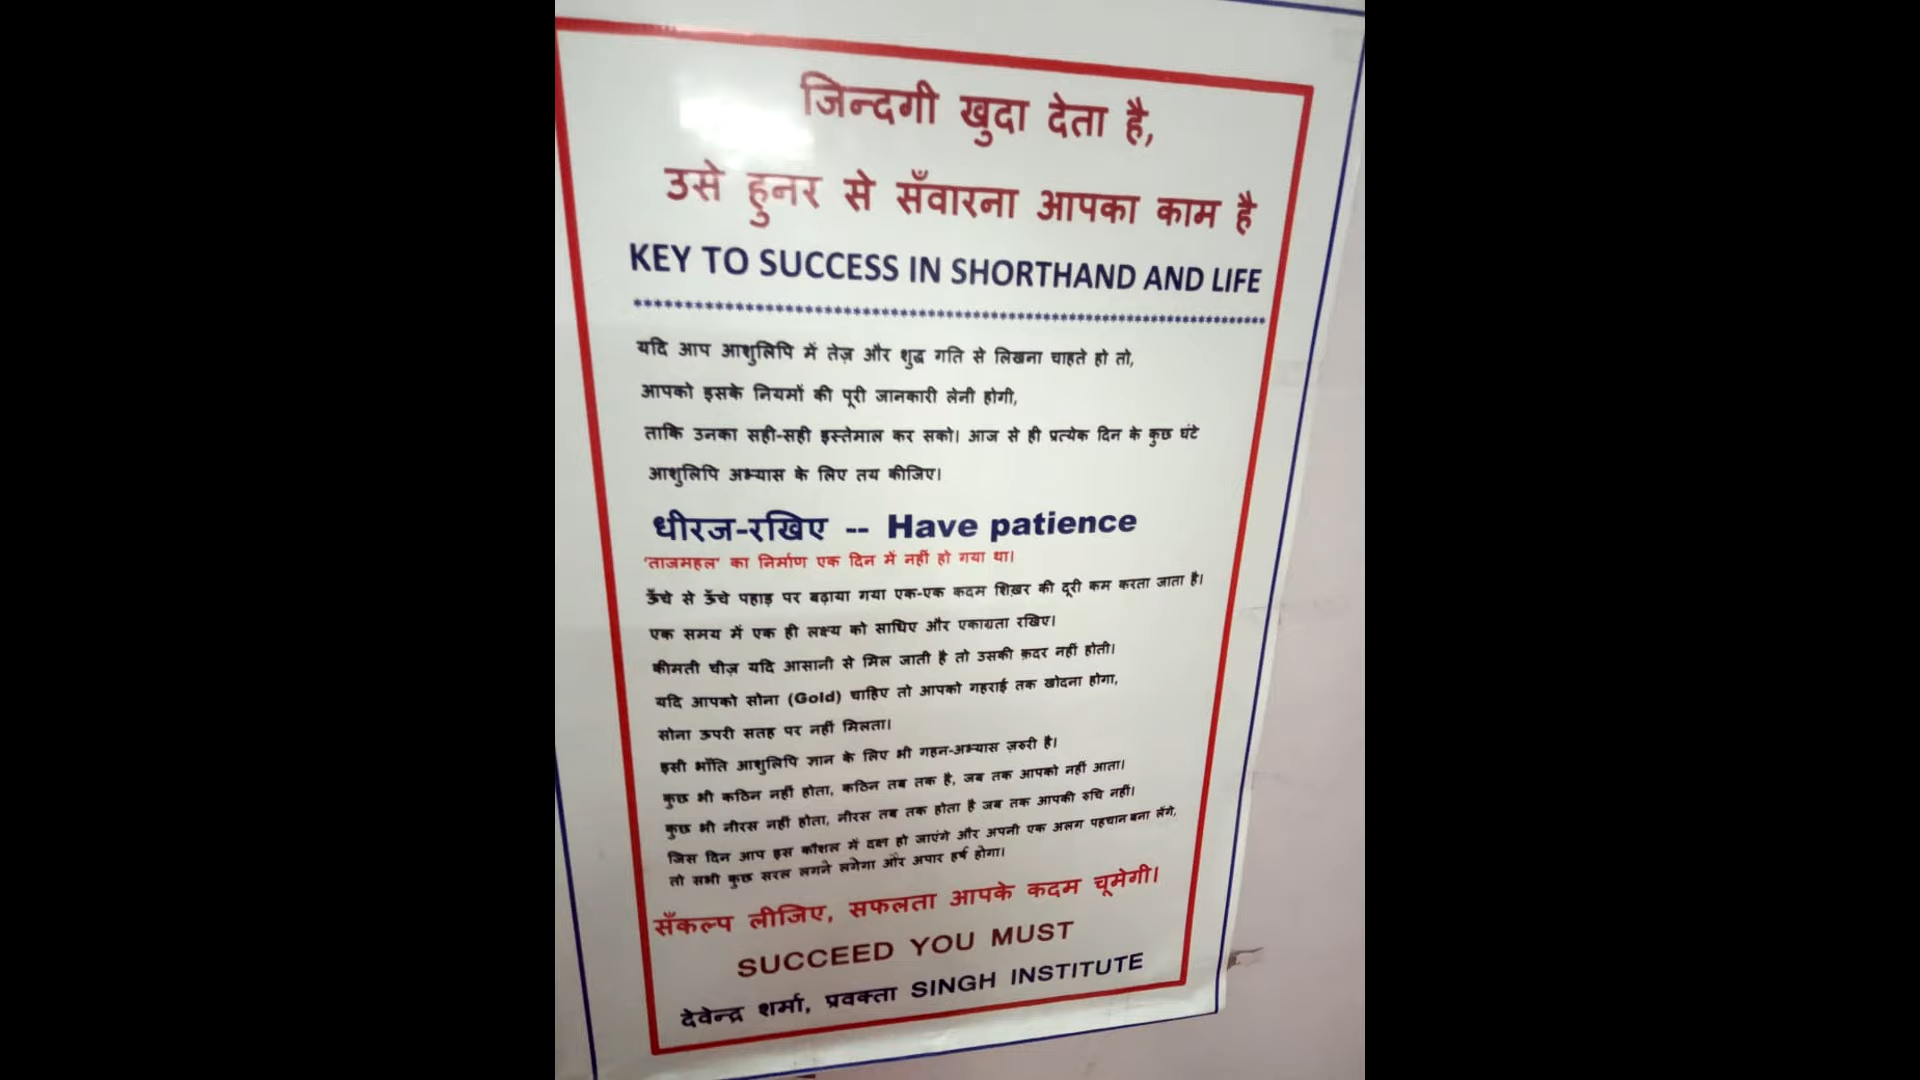 जिन्दगी खुदा देता है,
उसे हुनर से सँवारना आपका काम है
KEY TO SUCCESS IN SHORTHAND AND LIFE
******************************************************************************
यदि आप आशुलिपि में तेज़ और शुद्ध गति से लिखना चाहते हो तो,
आपको इसके नियमों की पूरी जानकारी लेनी होगी,
ताकि उनका सही-सही इस्तेमाल कर सको। आज से ही प्रत्येक दिन के कुछ घंटे
आशुलिपि अभ्यास के लिए तय कीजिए।
धीरज-रखिए -- Have patience
'ताजमहल' का निर्माण एक दिन में नहीं हो गया था।
ऊँचे से ऊँचे पहाड़ पर बढ़ाया गया एक-एक कदम शिख़र की दूरी कम करता जाता है।
एक समय में एक ही लक्ष्य को साधिए और एकाग्रता रखिए।
कीमती चीज़ यदि आसानी से मिल जाती है तो उसकी क़दर नहीं होती।
यदि आपको सोना (Gold) चाहिए तो आपको गहराई तक खोदना होगा,
सोना ऊपरी सतह पर नहीं मिलता।
इसी भाँति आशुलिपि ज्ञान के लिए भी गहन-अभ्यास ज़रुरी है।
कुछ भी कठिन नहीं होता, कठिन तब तक है, जब तक आपको नहीं आता।
कुछ भी नीरस नहीं होता, नीरस तब तक होता है जब तक आपकी रुचि नहीं।
जिस दिन आप इस कौशल में दक्ष हो जाएंगे और अपनी एक अलग पहचान बना लेंगे,
तो सभी कुछ सरल लगने लगेगा और अपार हर्ष होगा।
सँकल्प लीजिए, सफलता आपके कदम चूमेगी।
SUCCEED YOU MUST
देवेन्द्र शर्मा, प्रवक्ता SINGH INSTITUTE